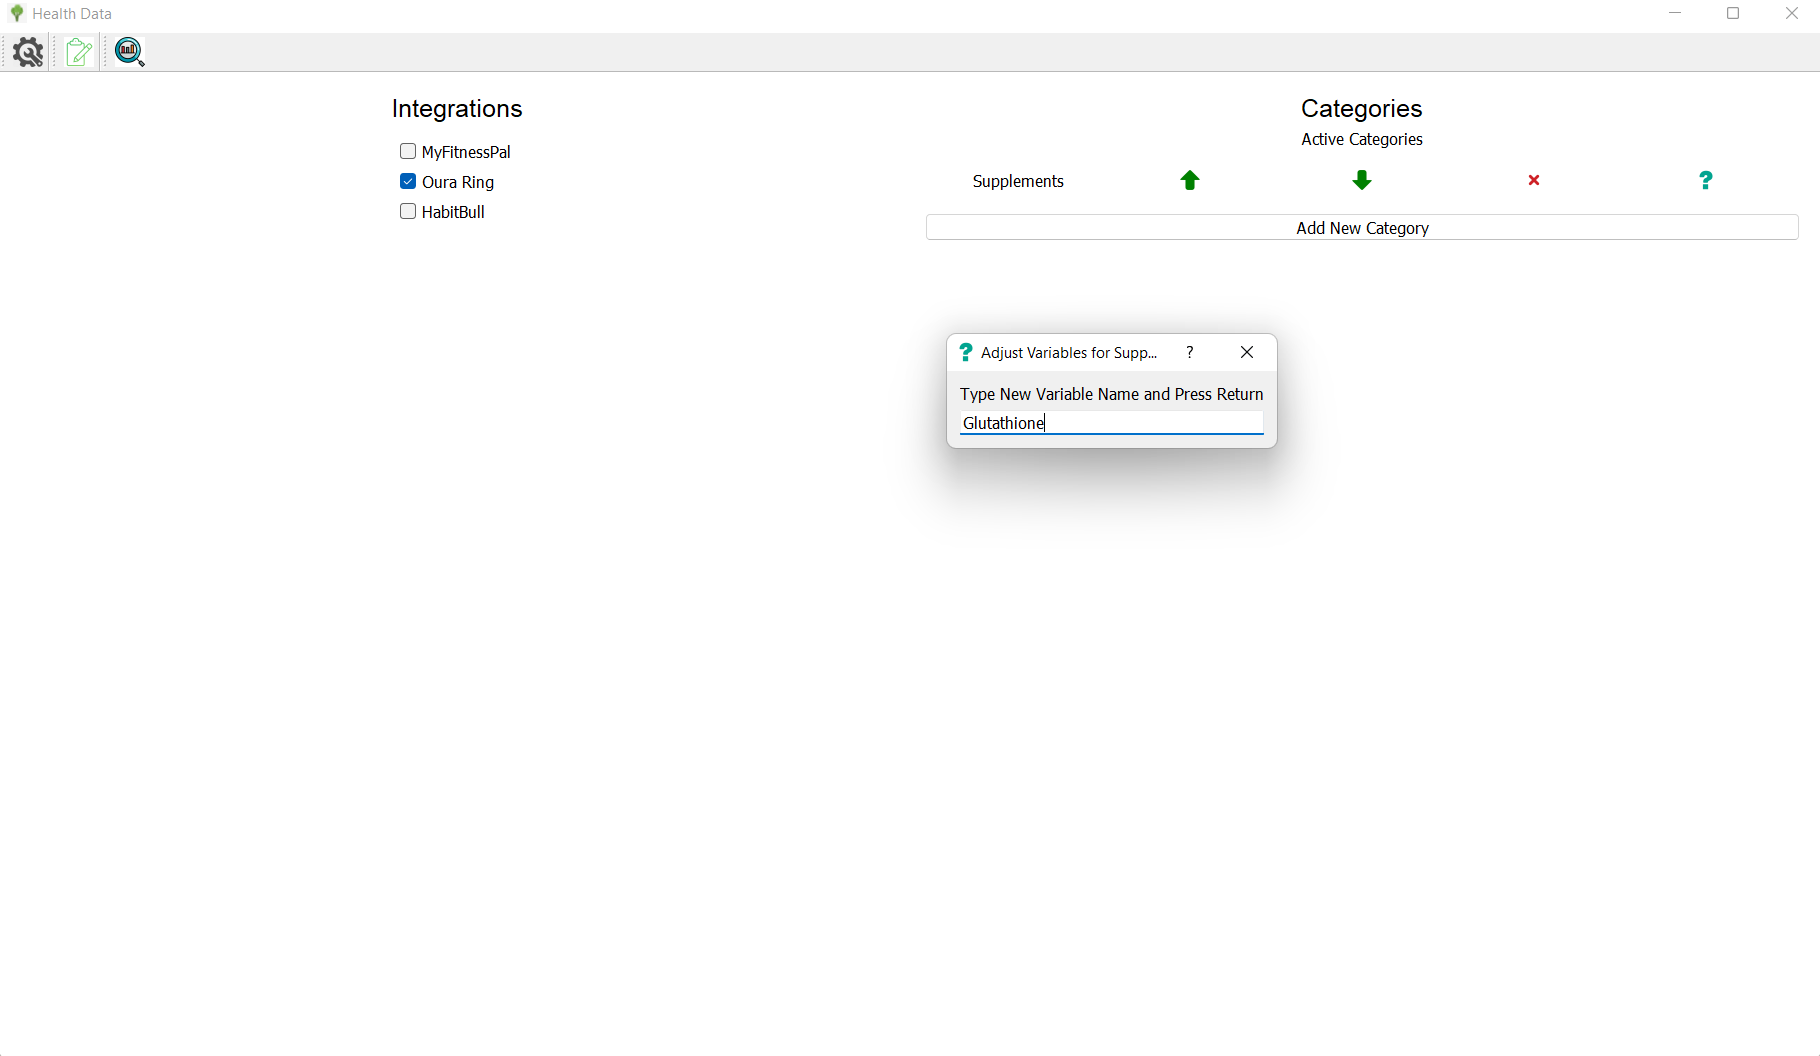 Health Data
Integrations
MyFitnessPal
Oura Ring
HabitBull
Categories
Active Categories
Supplements
Add New Category
Adjust Variables for Supp...
Type New Variable Name and Press Return
Glutathione